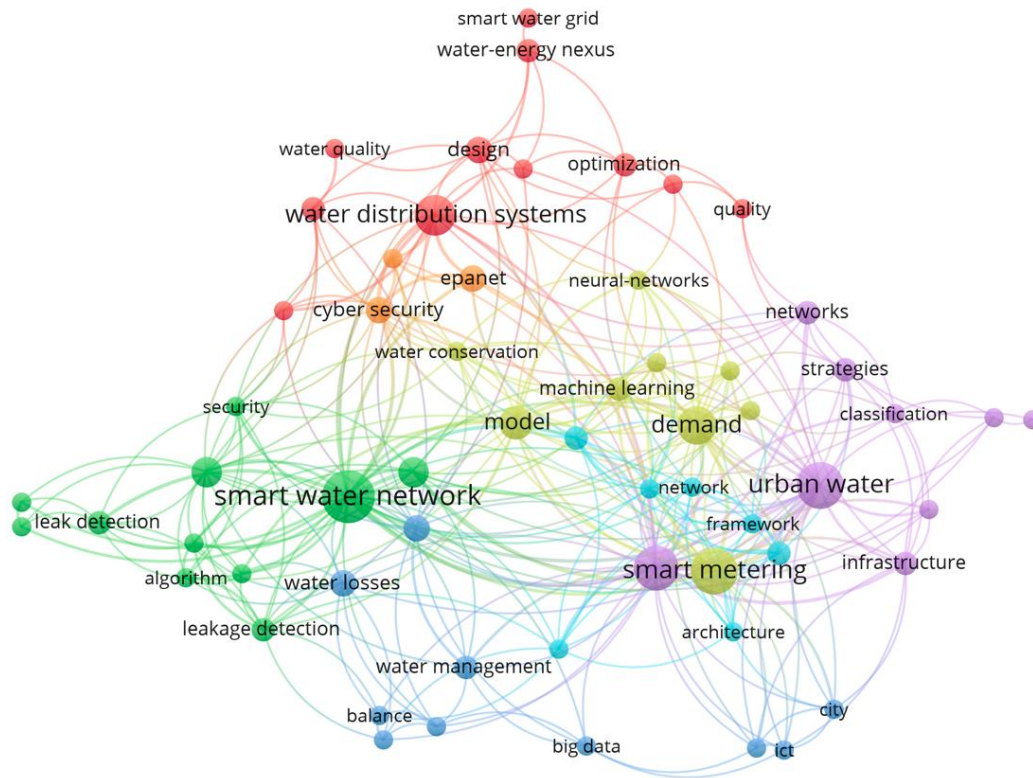 smart water grid
water-energy nexus
water quality
design
optimization
water distribution systems
quality
epanet
neural-networks
cyber security
networks
water conservation
strategies
machine learning
security
classification
model
demand
smart water network
urban water
network
leak detection
framework
algorithm
water losses
smart metering
infrastructure
leakage detection
architecture
water management
balance
city
big data
ict